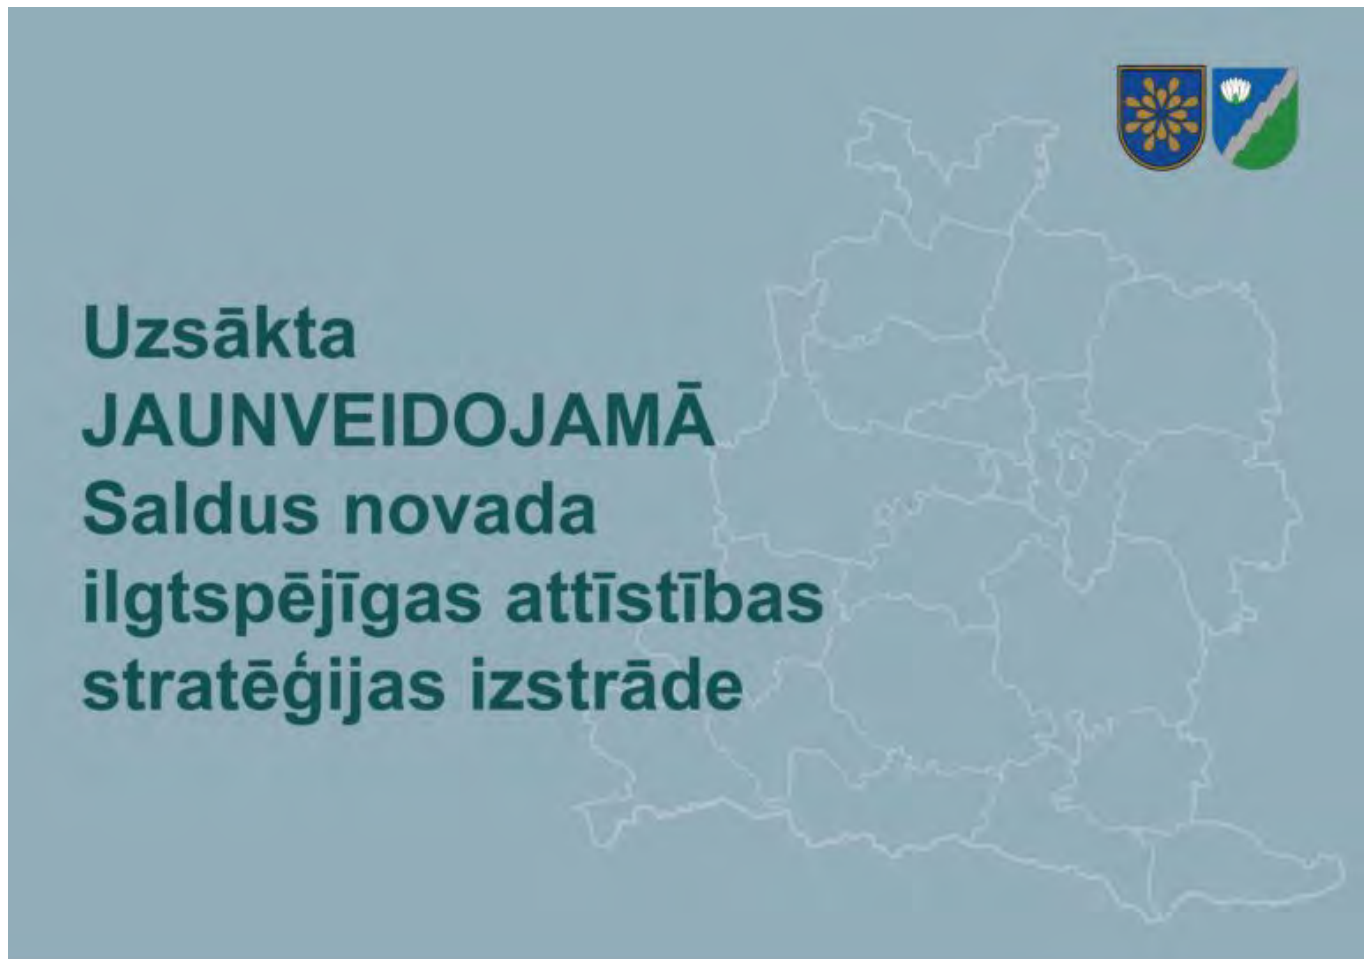 Uzsākta
JAUNVEIDOJAMĀ
Saldus novada
ilgtspējīgas attīstības
stratēģijas izstrāde